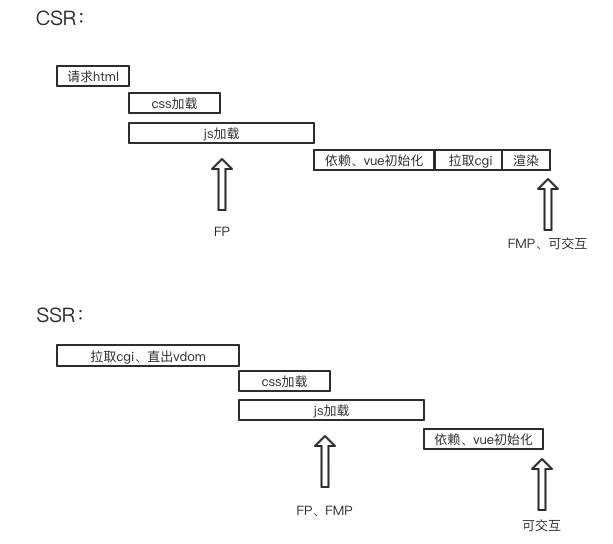 CSR：
请求html
css加载
js加载
依赖、vue初始化
拉取cgi
渲染
FP
FMP、可交互
SSR：
拉取cgi、直出vdom
css加载
js加载
依赖、vue初始化
FP、FMP
可交互